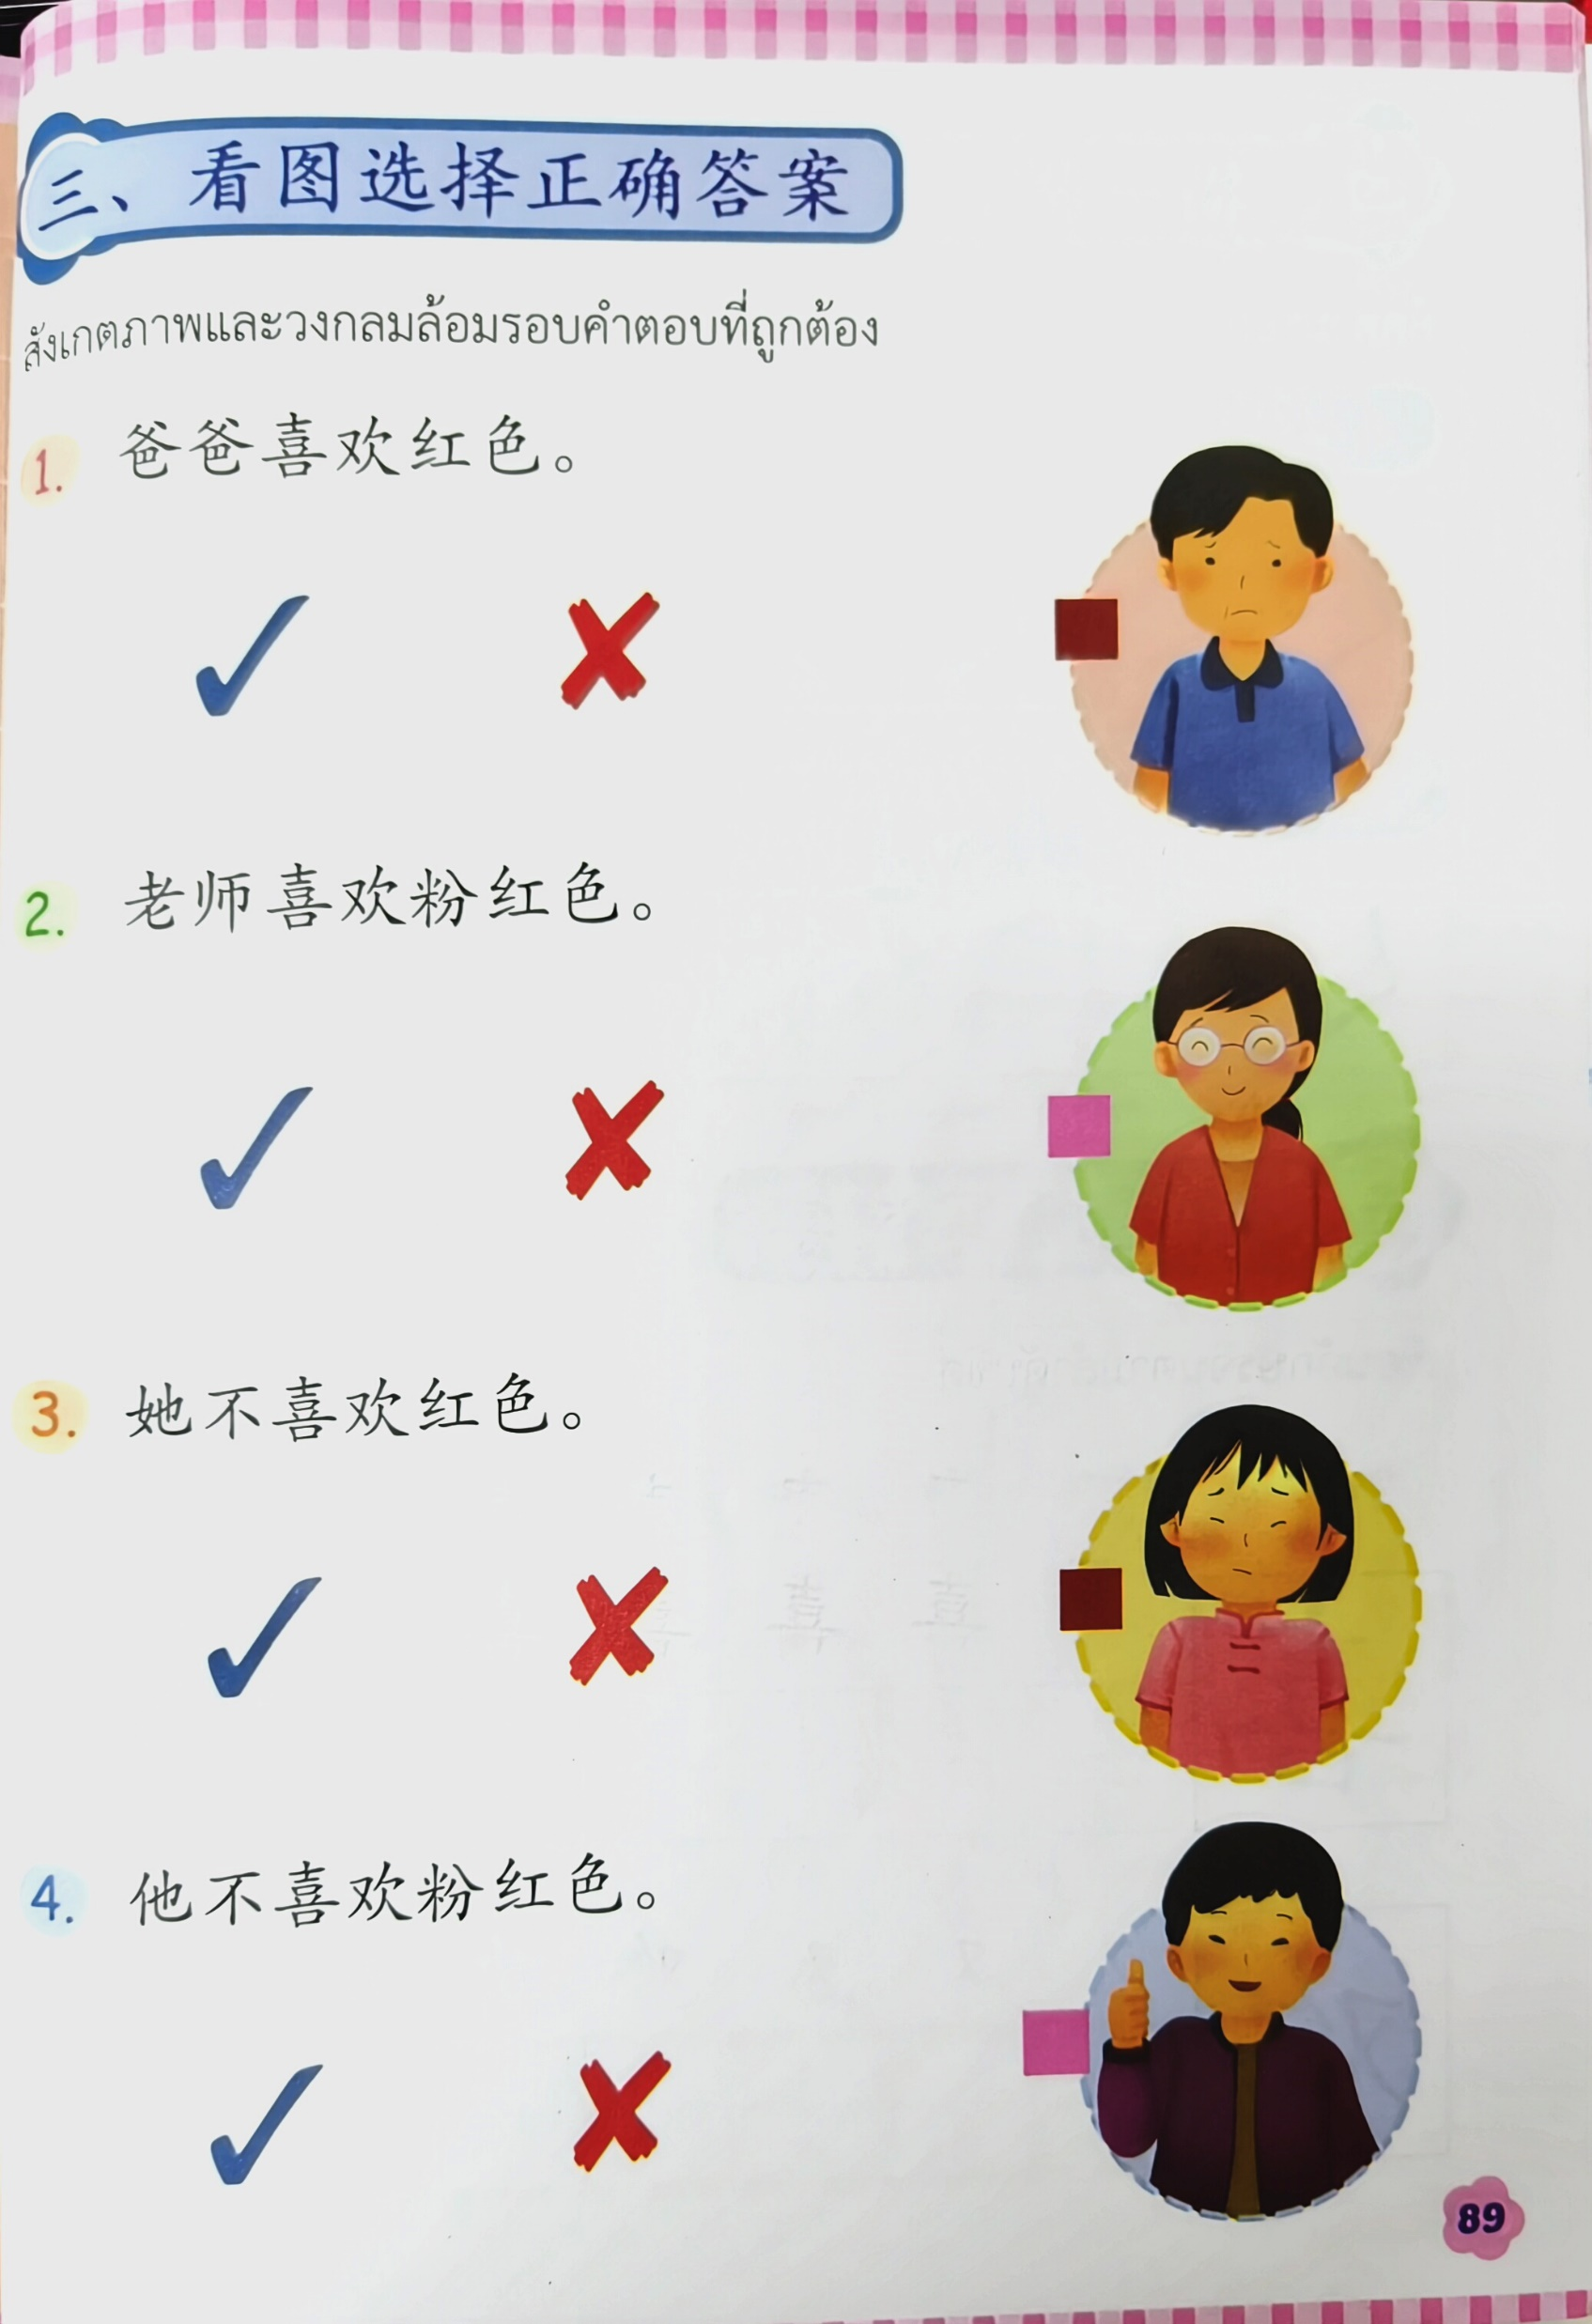 三、看图选择正确答案
สังเกตภาพและวงกลมล้อมรอบคำตอบที่ถูกต้อง
1. 爸爸喜欢红色。
2. 老师喜欢粉红色。
3. 她不喜欢红色。
4. 他不喜欢粉红色。
89